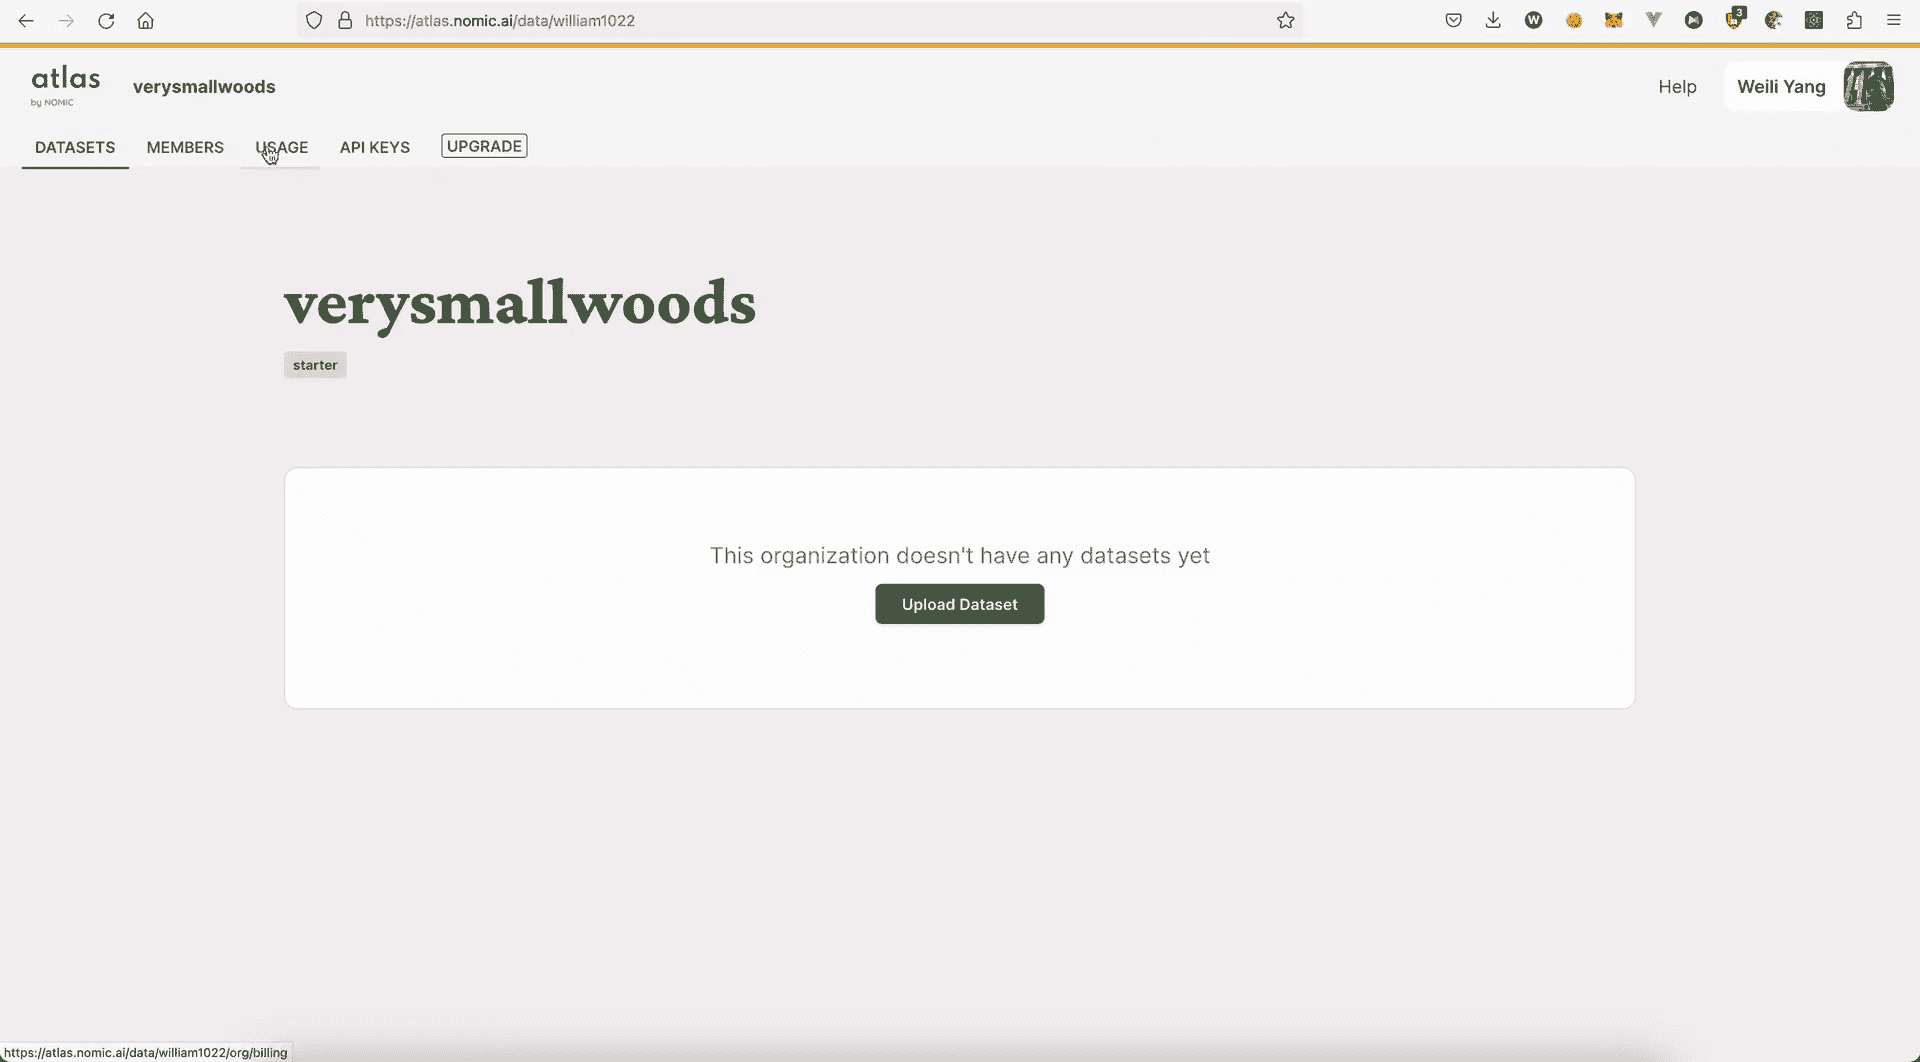 https://atlas.nomic.ai/data/william1022
W
3
atlas
by NOMIC
verysmallwoods
Help
Weili Yang
DATASETS
MEMBERS
USAGE
API KEYS
UPGRADE
verysmallwoods
starter
This organization doesn't have any datasets yet
Upload Dataset
https://atlas.nomic.ai/data/william1022/org/billing